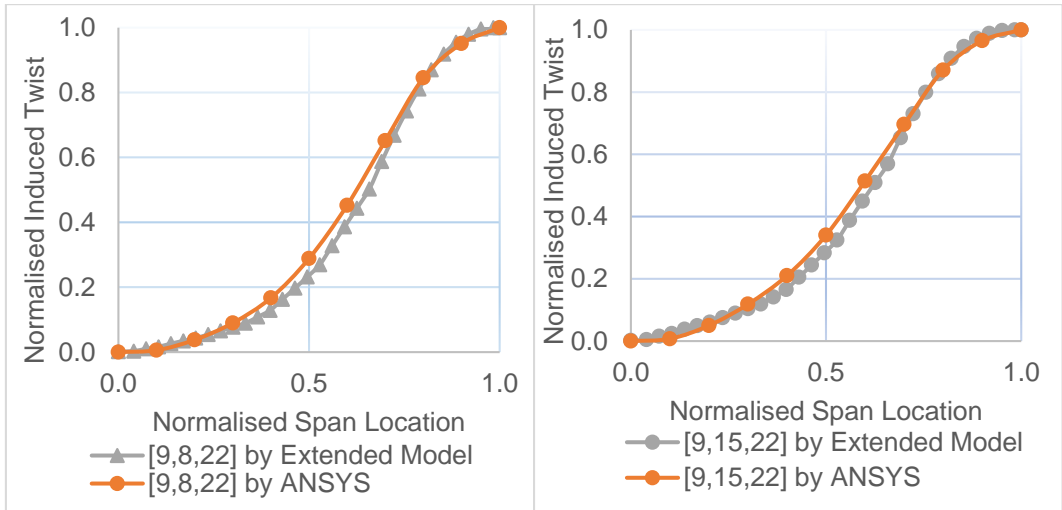 Normalised Induced Twist
1.0
0.8
0.6
0.4
0.2
0.0
0.0 0.5 1.0
Normalised Span Location
[9,8,22] by Extended Model
[9,8,22] by ANSYS
Normalised Induced Twist
1.0
0.8
0.6
0.4
0.2
0.0
0.0 0.5 1.0
Normalised Span Location
[9,15,22] by Extended Model
[9,15,22] by ANSYS